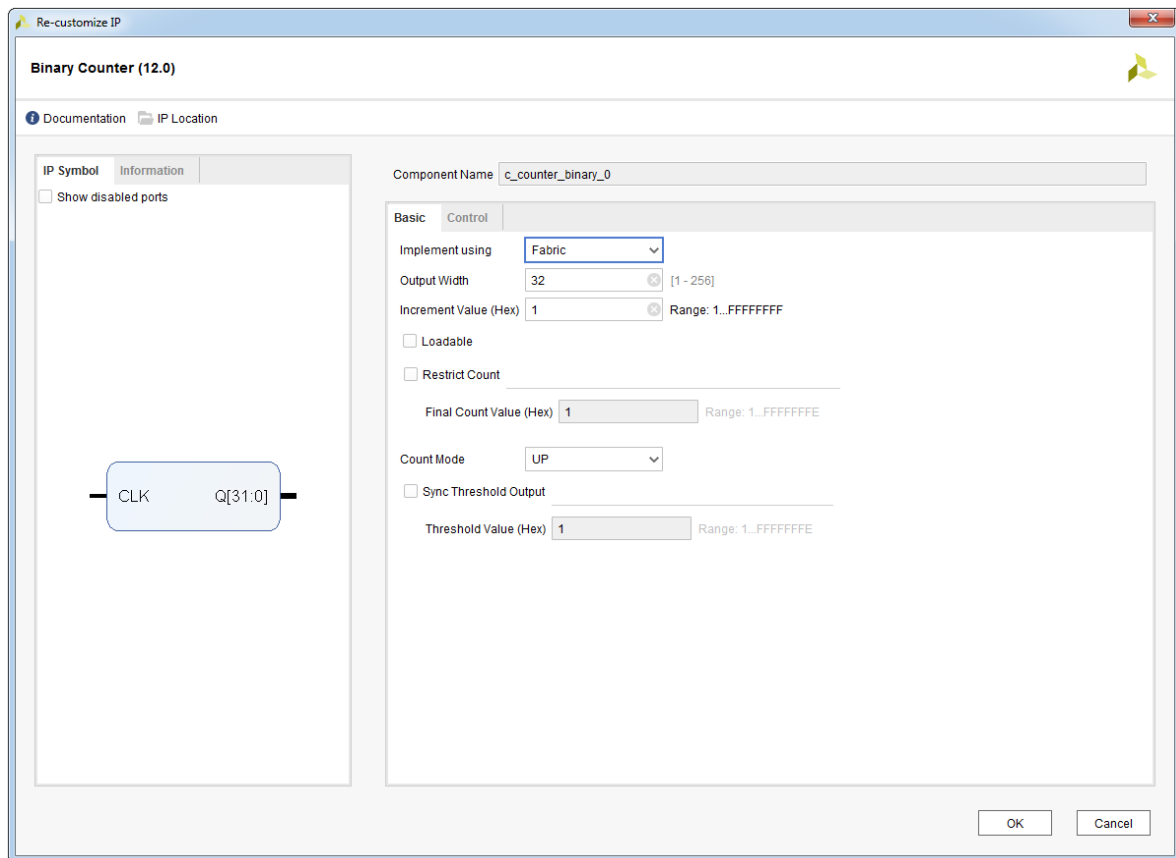 Re-customize IP
Binary Counter (12.0)
Documentation IP Location
IP Symbol Information
Show disabled ports
CLK Q[31:0]
Component Name c_counter_binary_0
Basic Control
Implement using Fabric
Output Width 32 [1 - 256]
Increment Value (Hex) 1 Range: 1...FFFFFFFF
Loadable
Restrict Count
Final Count Value (Hex) 1 Range: 1...FFFFFFFE
Count Mode UP
Sync Threshold Output
Threshold Value (Hex) 1 Range: 1...FFFFFFFE
OK Cancel